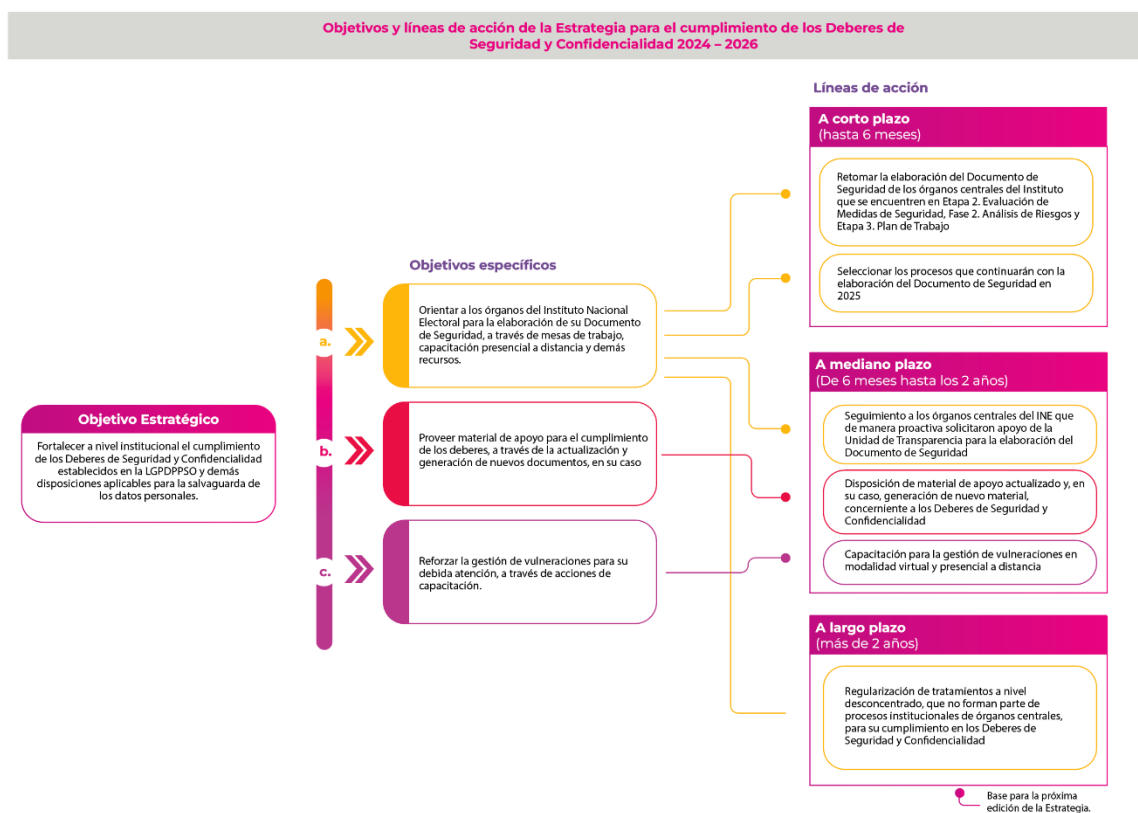 Objetivos y líneas de acción de la Estrategia para el cumplimiento de los Deberes de
Seguridad y Confidencialidad 2024 – 2026
Objetivo Estratégico
Fortalecer a nivel institucional el cumplimiento
de los Deberes de Seguridad y Confidencialidad
establecidos en la LGPDPPSO y demás
disposiciones aplicables para la salvaguarda de
los datos personales.
Objetivos específicos
a.
Orientar a los órganos del Instituto Nacional
Electoral para la elaboración de su Documento
de Seguridad, a través de mesas de trabajo,
capacitación presencial a distancia y demás
recursos.
b.
Proveer material de apoyo para el cumplimiento
de los deberes, a través de la actualización y
generación de nuevos documentos, en su caso
c.
Reforzar la gestión de vulneraciones para su
debida atención, a través de acciones de
capacitación.
Líneas de acción
A corto plazo
(hasta 6 meses)
Retomar la elaboración del Documento de
Seguridad de los órganos centrales del Instituto
que se encuentren en Etapa 2. Evaluación de
Medidas de Seguridad, Fase 2. Análisis de Riesgos y
Etapa 3. Plan de Trabajo
Seleccionar los procesos que continuarán con la
elaboración del Documento de Seguridad en
2025
A mediano plazo
(De 6 meses hasta los 2 años)
Seguimiento a los órganos centrales del INE que
de manera proactiva solicitaron apoyo de la
Unidad de Transparencia para la elaboración del
Documento de Seguridad
Disposición de material de apoyo actualizado y, en
su caso, generación de nuevo material,
concerniente a los Deberes de Seguridad y
Confidencialidad
Capacitación para la gestión de vulneraciones en
modalidad virtual y presencial a distancia
A largo plazo
(más de 2 años)
Regularización de tratamientos a nivel
desconcentrado, que no forman parte de
procesos institucionales de órganos centrales,
para su cumplimiento en los Deberes de
Seguridad y Confidencialidad
Base para la próxima
edición de la Estrategia.